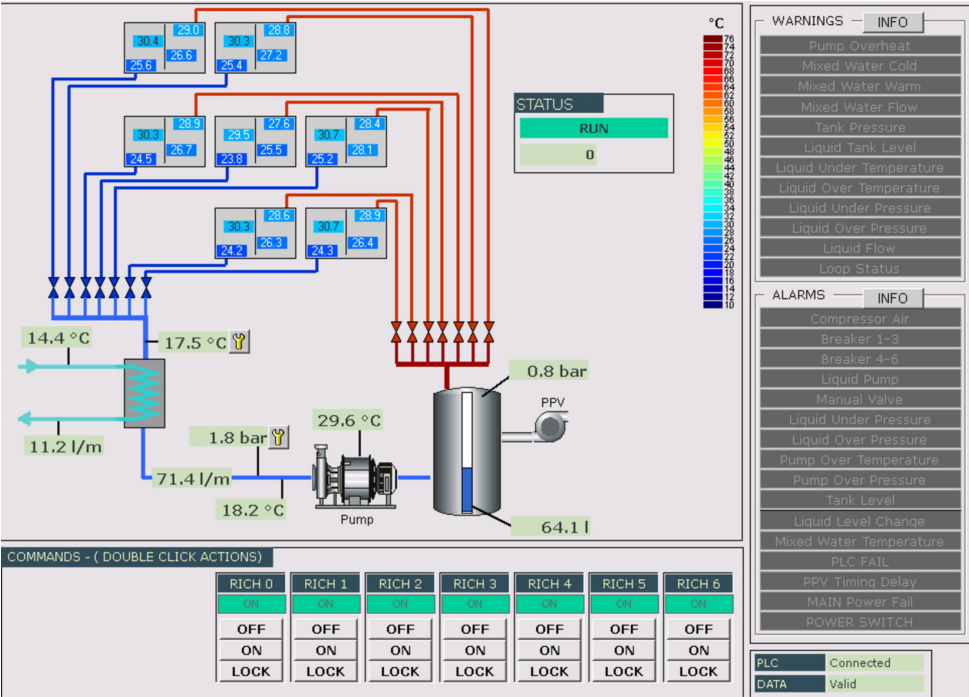 29.0
30.4
26.6
25.6
28.8
30.3
27.2
25.4
28.9
30.3
26.7
24.5
27.6
29.5
25.5
23.8
28.4
30.7
28.1
25.2
28.6
30.3
26.3
24.2
28.9
30.7
26.4
24.3
STATUS
RUN
0
°C
76
74
72
70
68
66
64
62
60
58
56
54
52
50
48
46
44
42
40
38
36
34
32
30
28
26
24
22
20
18
16
14
12
10
14.4 °C
17.5 °C
11.2 l/m
0.8 bar
PPV
1.8 bar
29.6 °C
71.4 l/m
18.2 °C
Pump
64.1 l
COMMANDS - ( DOUBLE CLICK ACTIONS)
RICH 0 RICH 1 RICH 2 RICH 3 RICH 4 RICH 5 RICH 6
ON ON ON ON ON ON ON
OFF OFF OFF OFF OFF OFF OFF
ON ON ON ON ON ON ON
LOCK LOCK LOCK LOCK LOCK LOCK LOCK
WARNINGS INFO
Pump Overheat
Mixed Water Cold
Mixed Water Warm
Mixed Water Flow
Tank Pressure
Liquid Tank Level
Liquid Under Temperature
Liquid Over Temperature
Liquid Under Pressure
Liquid Over Pressure
Liquid Flow
Loop Status
ALARMS INFO
Compressor Air
Breaker 1-3
Breaker 4-6
Liquid Pump
Manual Valve
Liquid Under Pressure
Liquid Over Pressure
Pump Over Temperature
Pump Over Pressure
Tank Level
Liquid Level Change
Mixed Water Temperature
PLC FAIL
PPV Timing Delay
MAIN Power Fail
POWER SWITCH
PLC Connected
DATA Valid